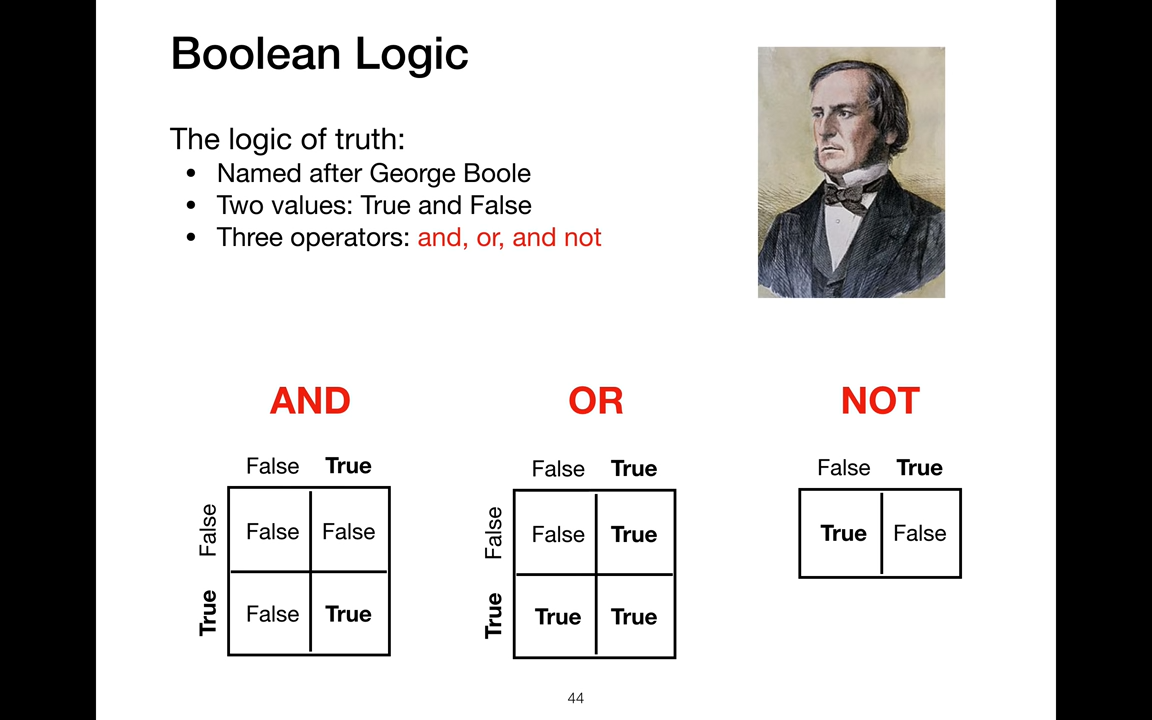 Boolean Logic
The logic of truth:
• Named after George Boole
• Two values: True and False
• Three operators: and, or, and not
AND
False True
False False False
True False True
OR
False True
False False True
True True True
NOT
False True
True False
44